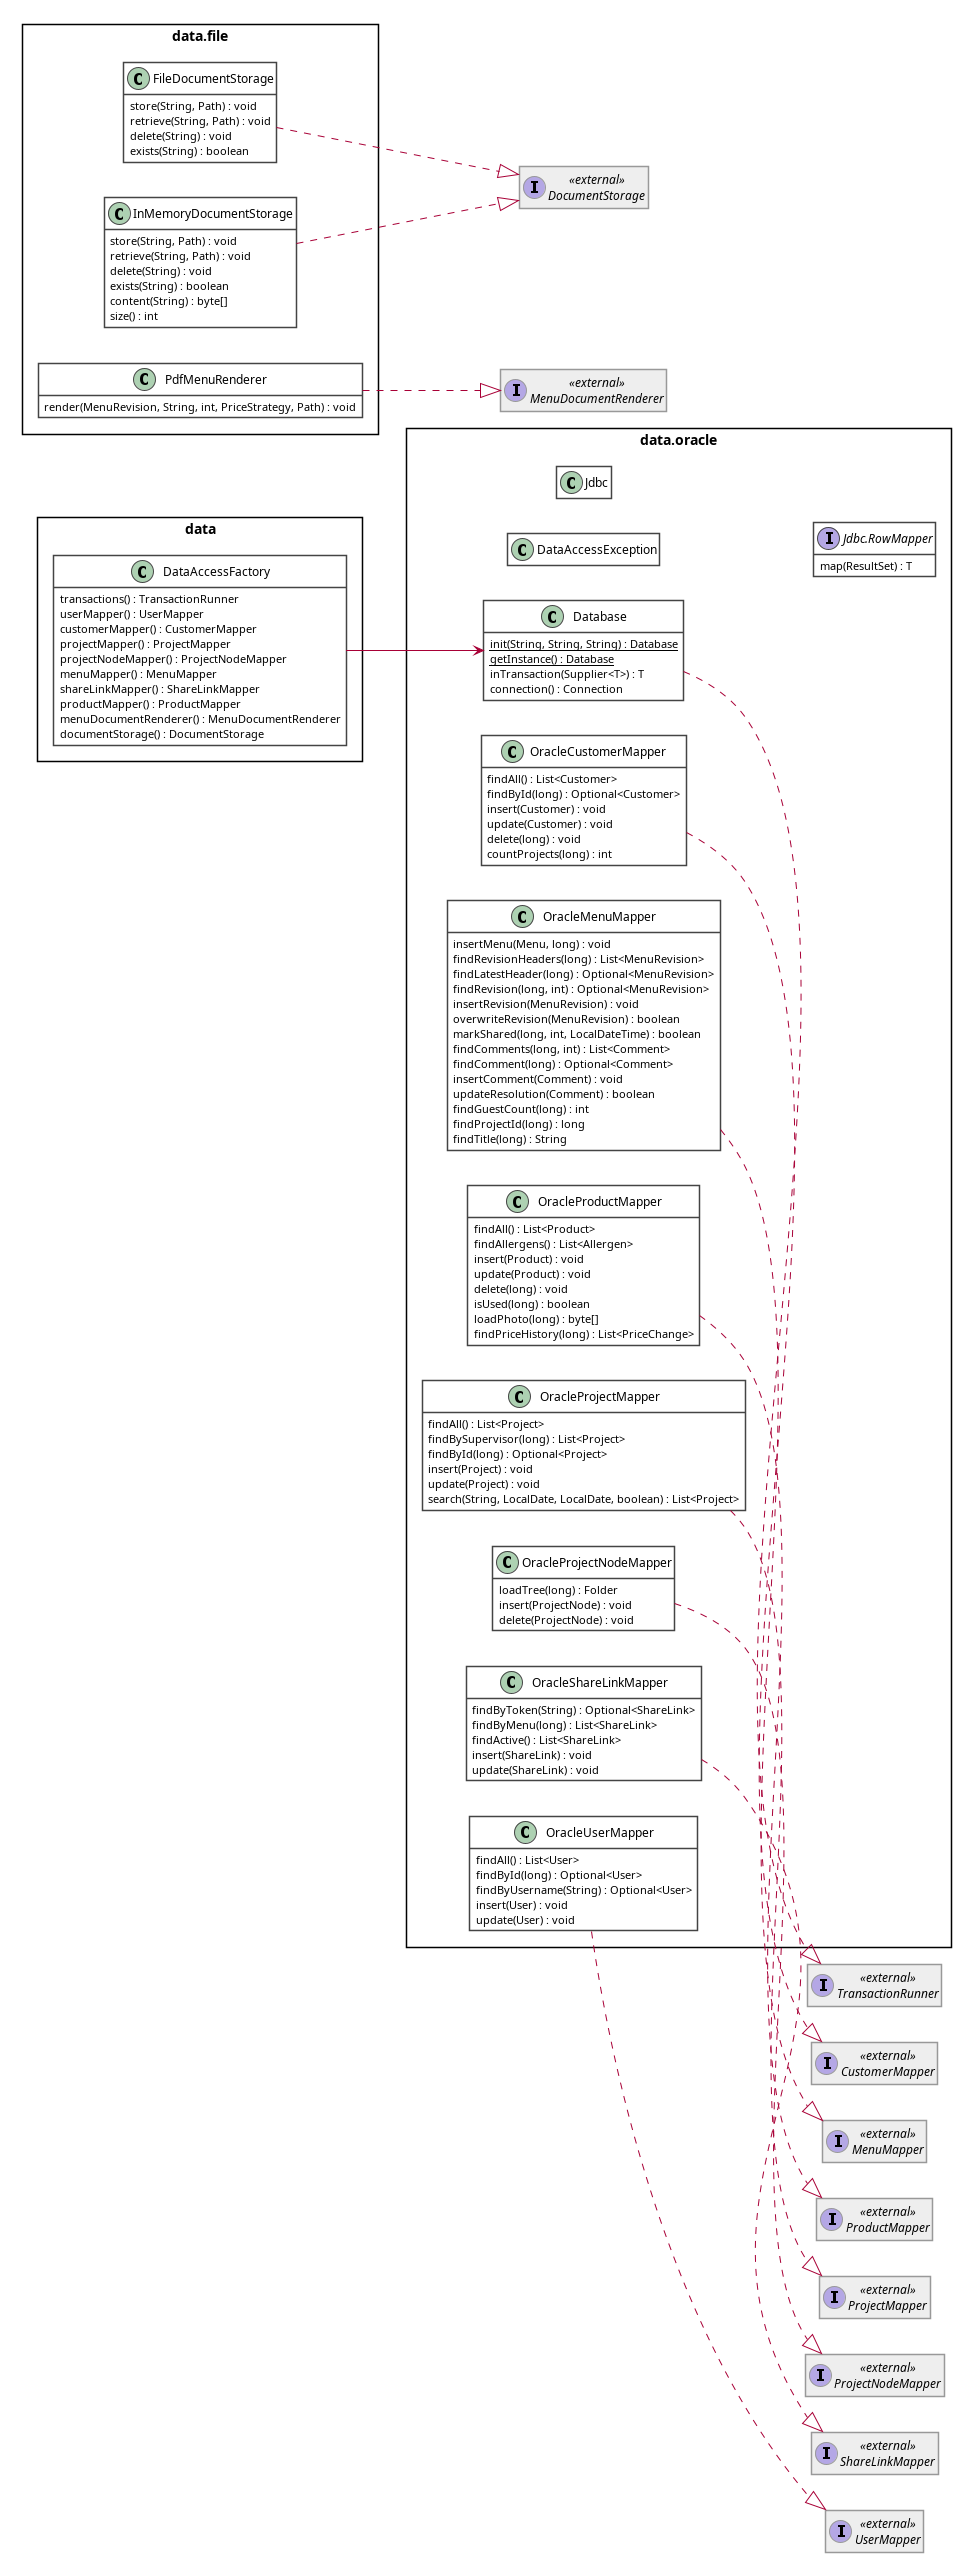 data.file
FileDocumentStorage
store(String, Path) : void
retrieve(String, Path) : void
delete(String) : void
exists(String) : boolean
«external»
DocumentStorage
InMemoryDocumentStorage
store(String, Path) : void
retrieve(String, Path) : void
delete(String) : void
exists(String) : boolean
content(String) : byte[]
size() : int
PdfMenuRenderer
render(MenuRevision, String, int, PriceStrategy, Path) : void
«external»
MenuDocumentRenderer
data
DataAccessFactory
transactions() : TransactionRunner
userMapper() : UserMapper
customerMapper() : CustomerMapper
projectMapper() : ProjectMapper
projectNodeMapper() : ProjectNodeMapper
menuMapper() : MenuMapper
shareLinkMapper() : ShareLinkMapper
productMapper() : ProductMapper
menuDocumentRenderer() : MenuDocumentRenderer
documentStorage() : DocumentStorage
data.oracle
Jdbc
DataAccessException
Jdbc.RowMapper
map(ResultSet) : T
Database
init(String, String, String) : Database
getInstance() : Database
inTransaction(Supplier<T>) : T
connection() : Connection
OracleCustomerMapper
findAll() : List<Customer>
findById(long) : Optional<Customer>
insert(Customer) : void
update(Customer) : void
delete(long) : void
countProjects(long) : int
OracleMenuMapper
insertMenu(Menu, long) : void
findRevisionHeaders(long) : List<MenuRevision>
findLatestHeader(long) : Optional<MenuRevision>
findRevision(long, int) : Optional<MenuRevision>
insertRevision(MenuRevision) : void
overwriteRevision(MenuRevision) : boolean
markShared(long, int, LocalDateTime) : boolean
findComments(long, int) : List<Comment>
findComment(long) : Optional<Comment>
insertComment(Comment) : void
updateResolution(Comment) : boolean
findGuestCount(long) : int
findProjectId(long) : long
findTitle(long) : String
OracleProductMapper
findAll() : List<Product>
findAllergens() : List<Allergen>
insert(Product) : void
update(Product) : void
delete(long) : void
isUsed(long) : boolean
loadPhoto(long) : byte[]
findPriceHistory(long) : List<PriceChange>
OracleProjectMapper
findAll() : List<Project>
findBySupervisor(long) : List<Project>
findById(long) : Optional<Project>
insert(Project) : void
update(Project) : void
search(String, LocalDate, LocalDate, boolean) : List<Project>
OracleProjectNodeMapper
loadTree(long) : Folder
insert(ProjectNode) : void
delete(ProjectNode) : void
OracleShareLinkMapper
findByToken(String) : Optional<ShareLink>
findByMenu(long) : List<ShareLink>
findActive() : List<ShareLink>
insert(ShareLink) : void
update(ShareLink) : void
OracleUserMapper
findAll() : List<User>
findById(long) : Optional<User>
findByUsername(String) : Optional<User>
insert(User) : void
update(User) : void
«external»
TransactionRunner
«external»
CustomerMapper
«external»
MenuMapper
«external»
ProductMapper
«external»
ProjectMapper
«external»
ProjectNodeMapper
«external»
ShareLinkMapper
«external»
UserMapper